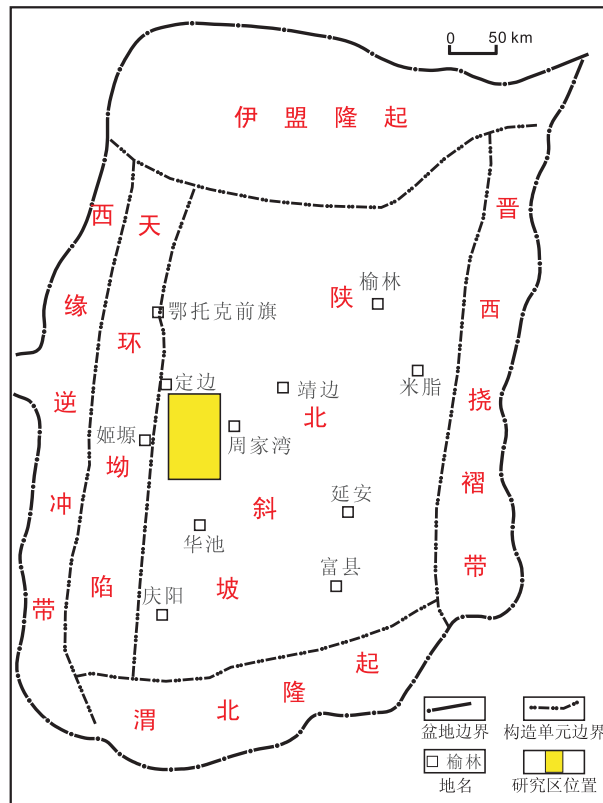 0 50 km
伊盟隆起
西缘逆冲带
天环坳陷
陕北斜坡
晋西挠褶带
渭北隆起
榆林
鄂托克前旗
定边
靖边
米脂
姬塬
周家湾
延安
华池
富县
庆阳
盆地边界
构造单元边界
榆林
地名
研究区位置